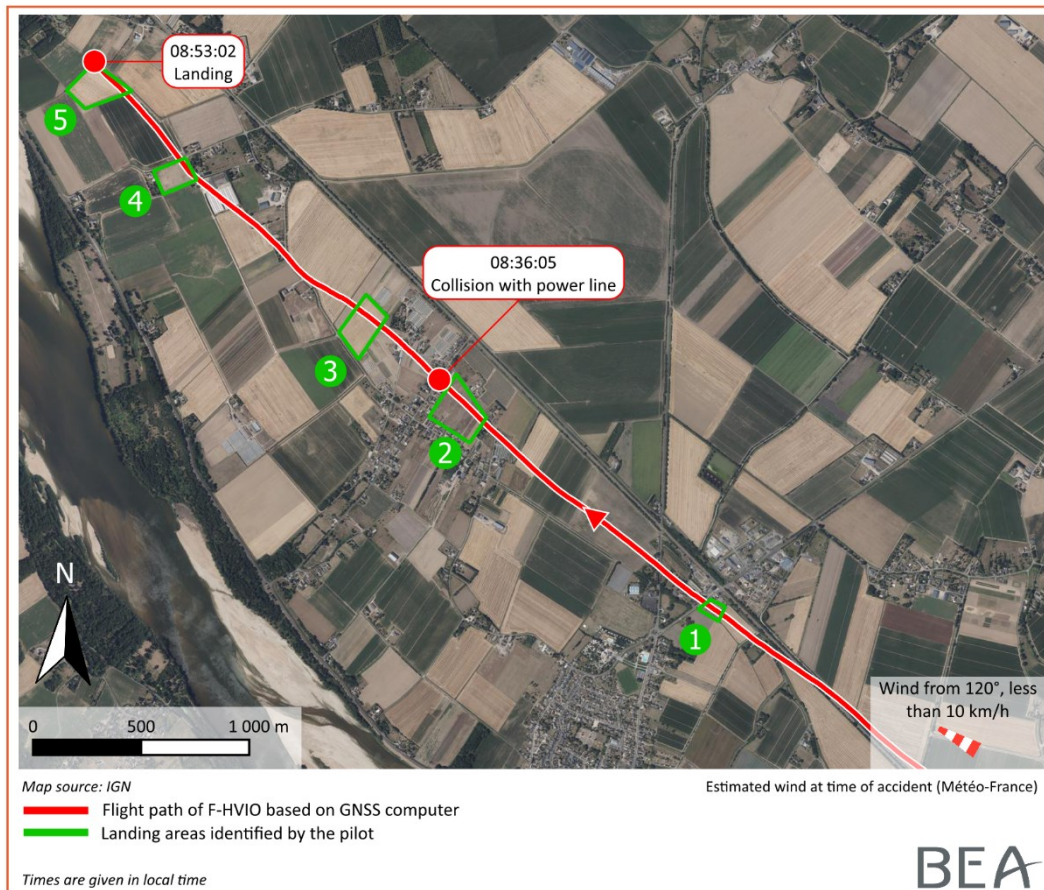 08:53:02
Landing
5
4
08:36:05
Collision with power line
3
2
N
1
Wind from 120°, less
than 10 km/h
0 500 1 000 m
Map source: IGN
Estimated wind at time of accident (Météo-France)
Flight path of F-HVIO based on GNSS computer
Landing areas identified by the pilot
Times are given in local time
BEA